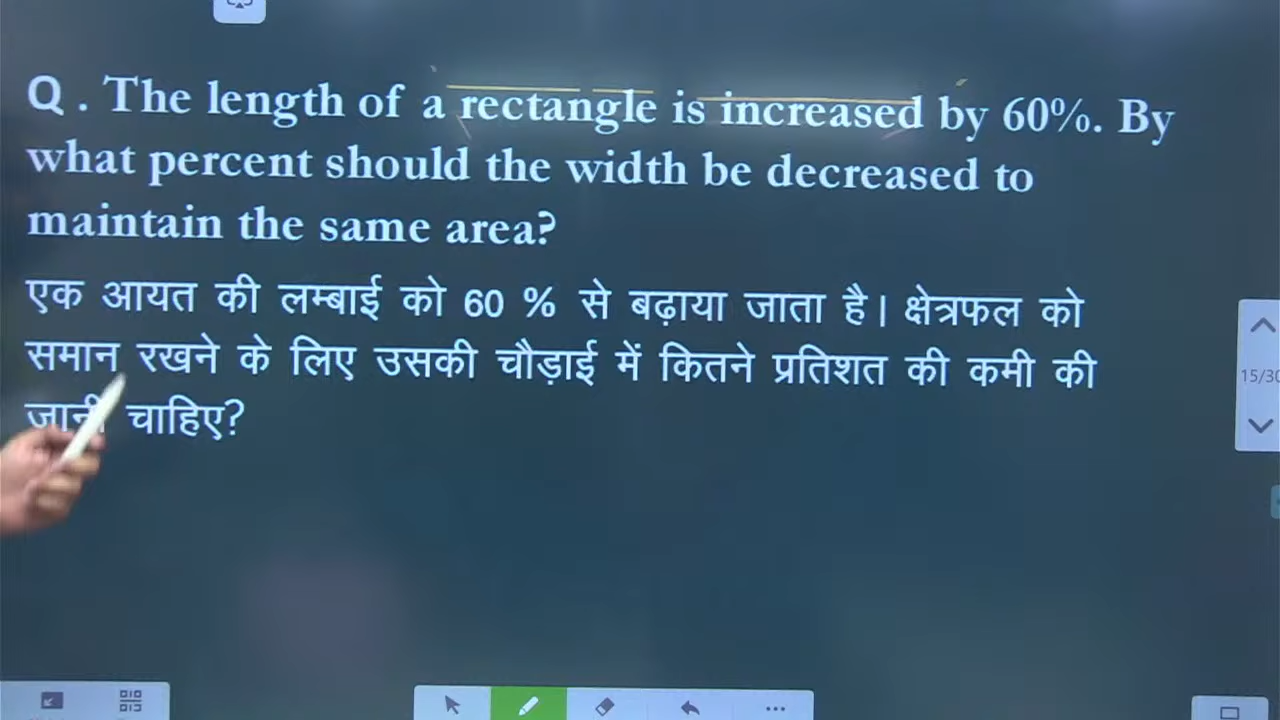 Q . The length of a rectangle is increased by 60%. By
what percent should the width be decreased to
maintain the same area?
एक आयत की लम्बाई को 60 % से बढ़ाया जाता है। क्षेत्रफल को
समान रखने के लिए उसकी चौड़ाई में कितने प्रतिशत की कमी की
जानी चाहिए?
15/30